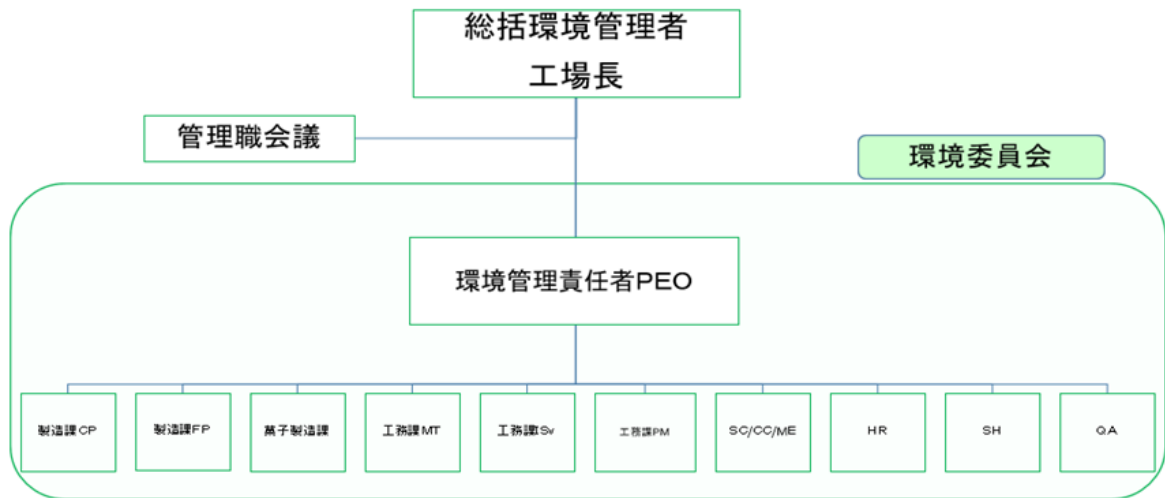 総括環境管理者
工場長
管理職会議
環境委員会
環境管理責任者PEO
製造課CP
製造課FP
菓子製造課
工務課MT
工務課ISv
工務課PM
SC/CC/ME
HR
SH
QA